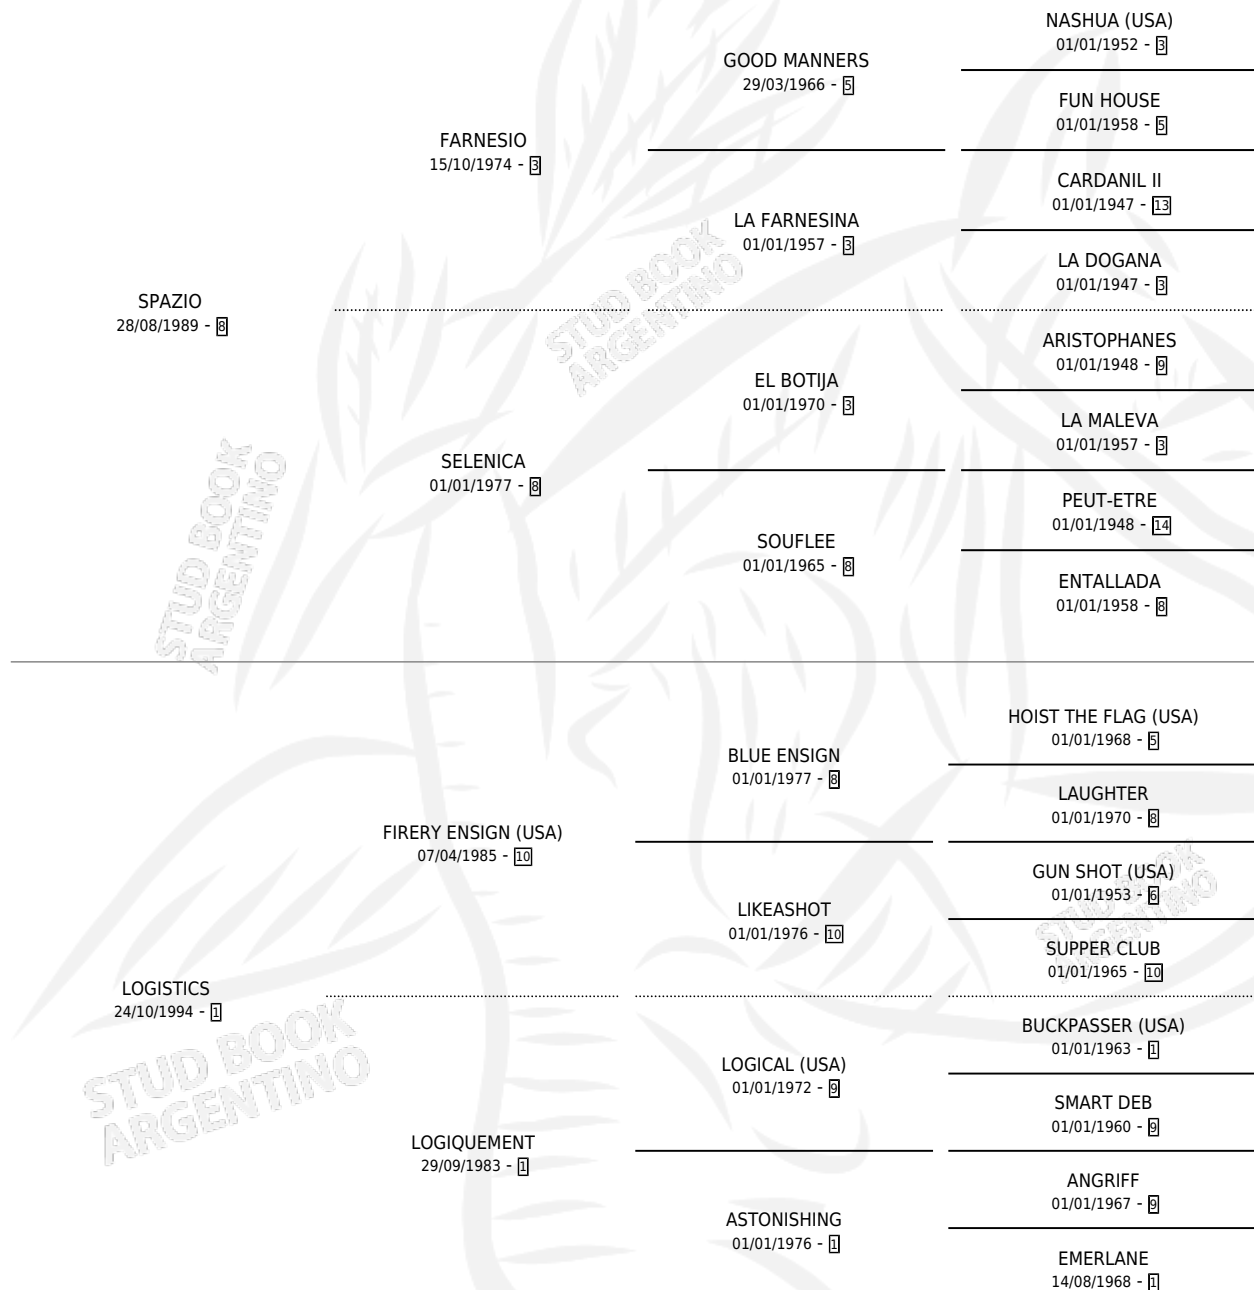 NASHUA (USA)
01/01/1952 - 3
GOOD MANNERS
29/03/1966 - 5
FUN HOUSE
01/01/1958 - 5
FARNESIO
15/10/1974 - 3
CARDANIL II
01/01/1947 - 13
LA FARNESINA
01/01/1957 - 3
LA DOGANA
01/01/1947 - 3
SPAZIO
28/08/1989 - 8
ARISTOPHANES
01/01/1948 - 9
EL BOTIJA
01/01/1970 - 3
LA MALEVA
01/01/1957 - 3
SELENICA
01/01/1977 - 8
PEUT-ETRE
01/01/1948 - 14
SOUFLEE
01/01/1965 - 8
ENTALLADA
01/01/1958 - 8
HOIST THE FLAG (USA)
01/01/1968 - 5
BLUE ENSIGN
01/01/1977 - 8
LAUGHTER
01/01/1970 - 8
FIRERY ENSIGN (USA)
07/04/1985 - 10
GUN SHOT (USA)
01/01/1953 - 6
LIKEASHOT
01/01/1976 - 10
SUPPER CLUB
01/01/1965 - 10
LOGISTICS
24/10/1994 - 1
BUCKPASSER (USA)
01/01/1963 - 1
LOGICAL (USA)
01/01/1972 - 9
SMART DEB
01/01/1960 - 9
LOGIQUEMENT
29/09/1983 - 1
ANGRIFF
01/01/1967 - 9
ASTONISHING
01/01/1976 - 1
EMERLANE
14/08/1968 - 1
STUD BOOK
ARGENTINO
STUD BOOK
ARGENTINO
STUD BOOK
ARGENTINO
STUD BOOK
ARGENTINO